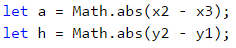 let a = Math.abs(x2 - x3);
let h = Math.abs(y2 - y1);